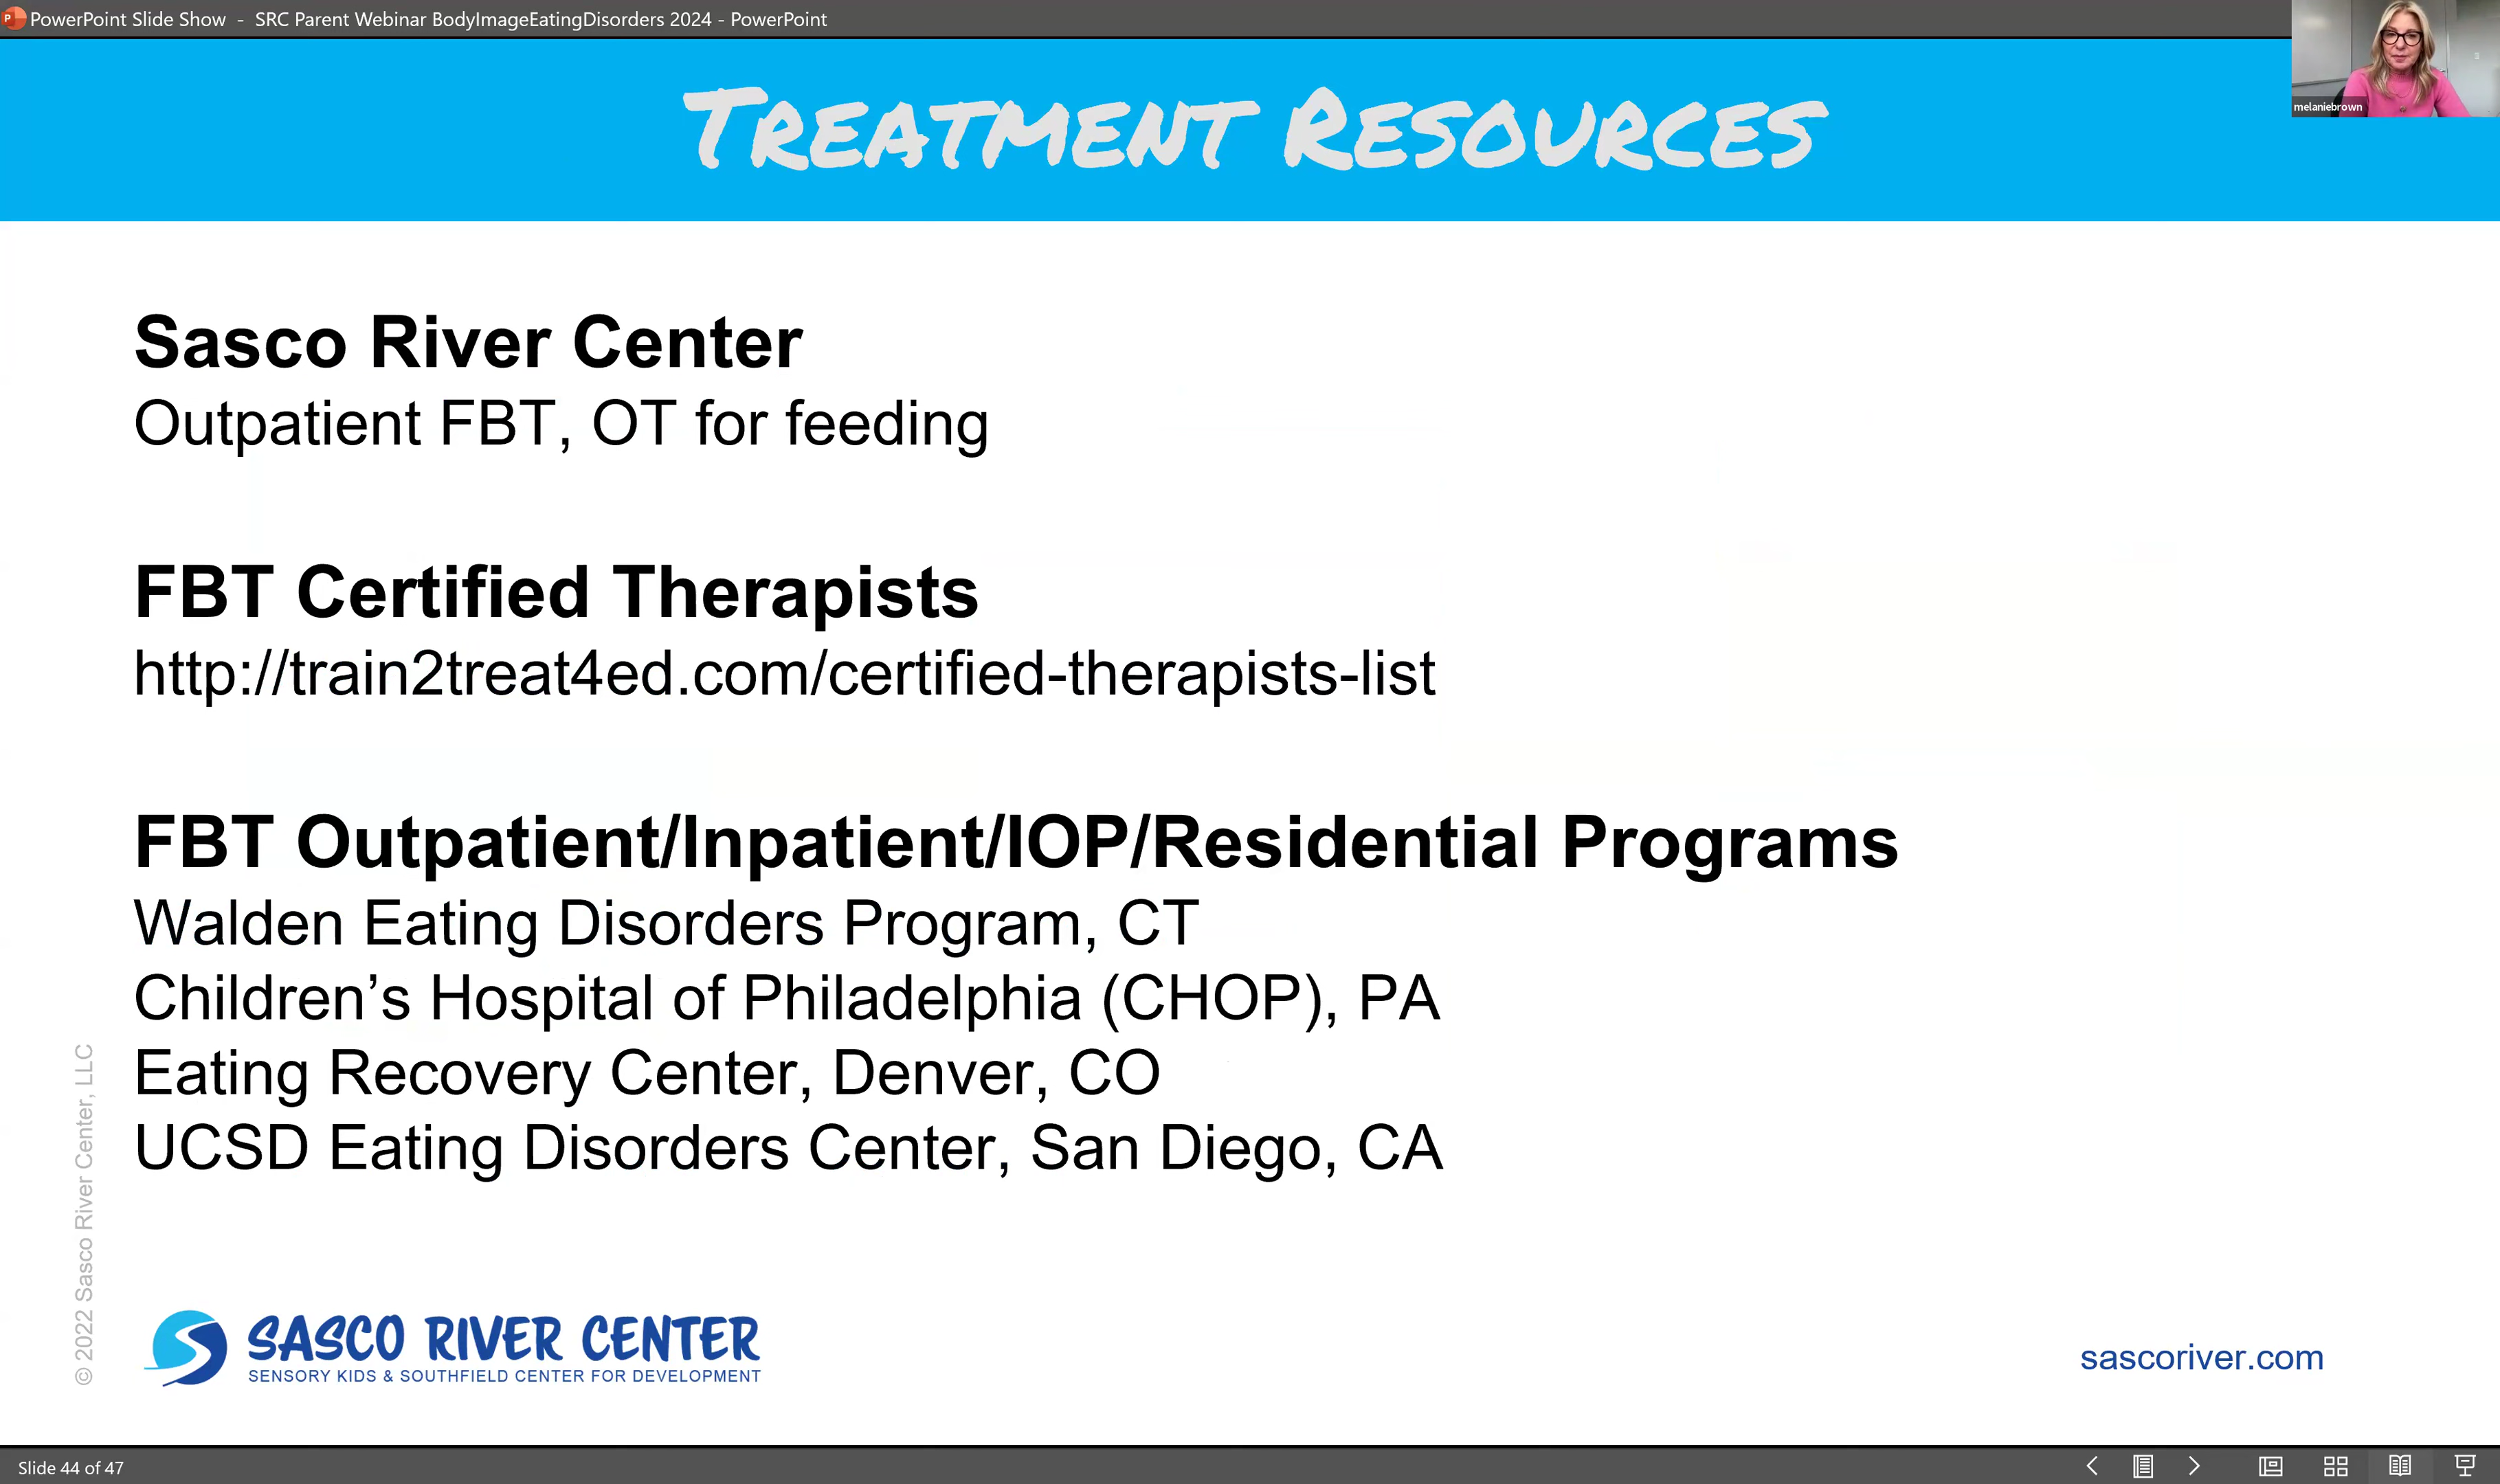 PowerPoint Slide Show - SRC Parent Webinar BodyImageEatingDisorders 2024 - PowerPoint
melaniebrown
TREATMENT RESOURCES
Sasco River Center
Outpatient FBT, OT for feeding
FBT Certified Therapists
http://train2treat4ed.com/certified-therapists-list
FBT Outpatient/Inpatient/IOP/Residential Programs
Walden Eating Disorders Program, CT
Children’s Hospital of Philadelphia (CHOP), PA
Eating Recovery Center, Denver, CO
UCSD Eating Disorders Center, San Diego, CA
© 2022 Sasco River Center, LLC
SASCO RIVER CENTER
SENSORY KIDS & SOUTHFIELD CENTER FOR DEVELOPMENT
sascoriver.com
Slide 44 of 47